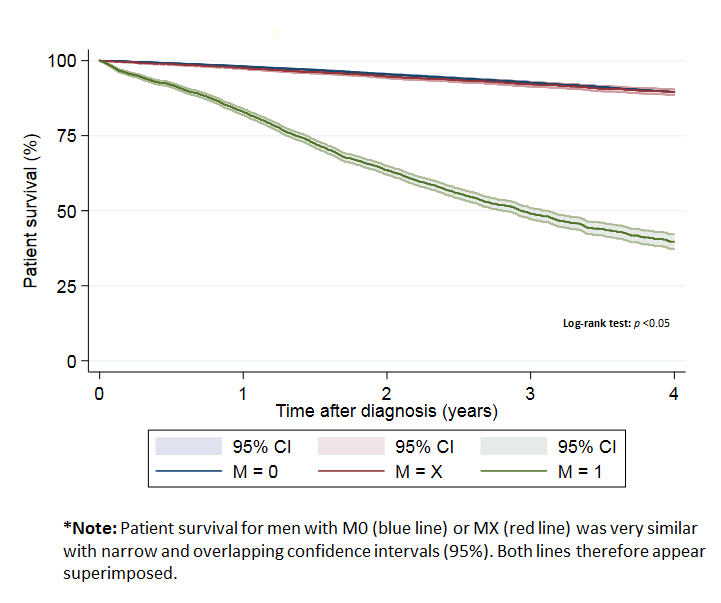 Patient survival (%)
100
75
50
25
0
Log-rank test: p <0.05
0 1 2 3 4
Time after diagnosis (years)
95% CI 95% CI 95% CI
M = 0 M = X M = 1
*Note: Patient survival for men with M0 (blue line) or MX (red line) was very similar
with narrow and overlapping confidence intervals (95%). Both lines therefore appear
superimposed.